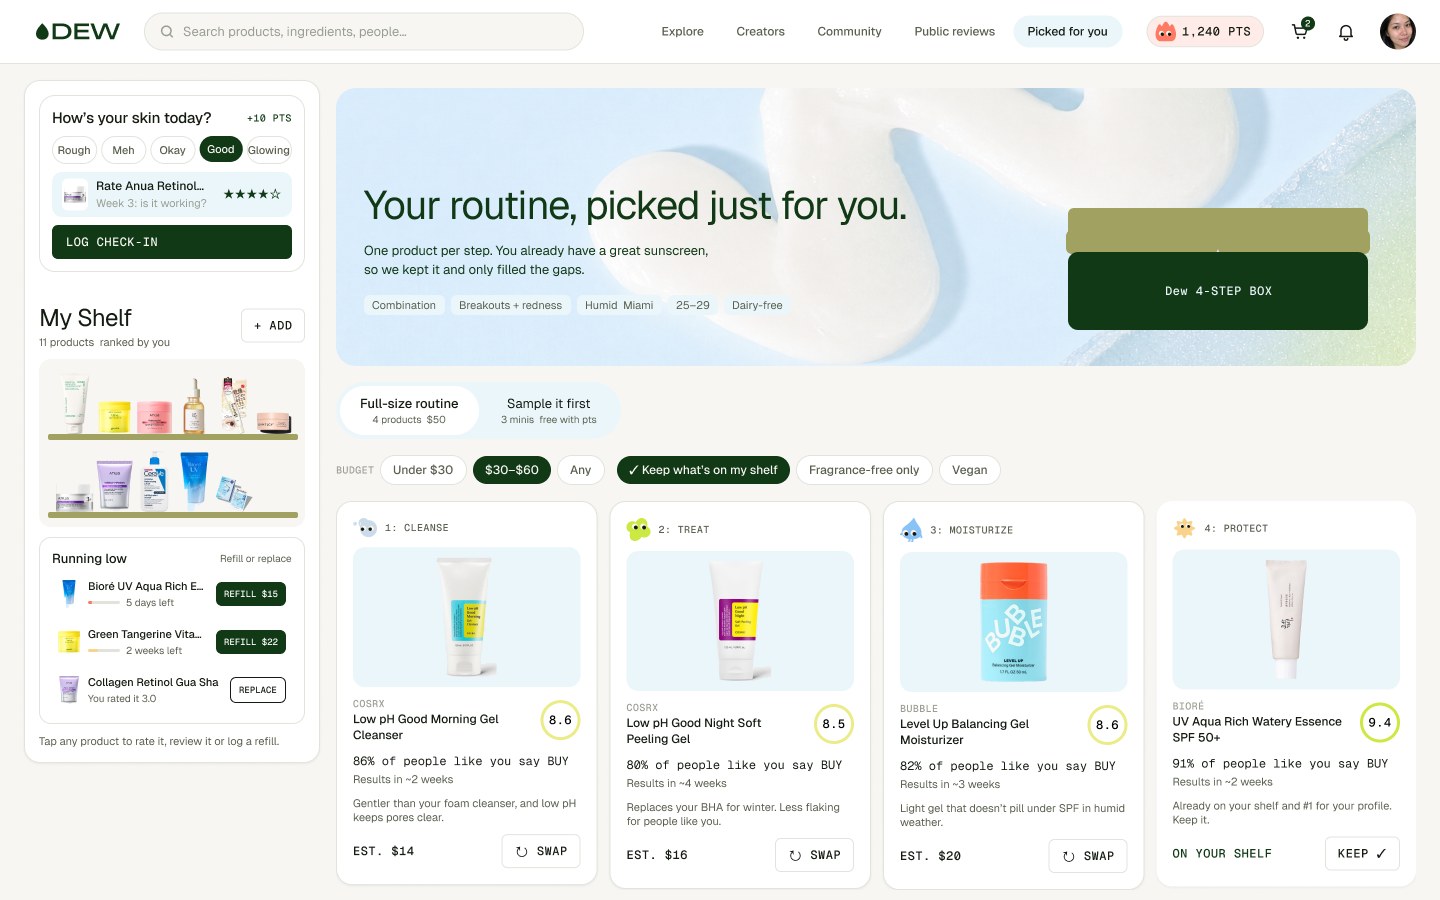 DEW
Search products, ingredients, people...
Explore
Creators
Community
Public reviews
Picked for you
1,240 PTS
2
How's your skin today?
+10 PTS
Rough
Meh
Okay
Good
Glowing
Rate Anua Retinol...
Week 3: is it working?
★★★★☆
LOG CHECK-IN
My Shelf
11 products ranked by you
+ ADD
Running low
Refill or replace
Bioré UV Aqua Rich E...
5 days left
REFILL $15
Green Tangerine Vita...
2 weeks left
REFILL $22
Collagen Retinol Gua Sha
You rated it 3.0
REPLACE
Tap any product to rate it, review it or log a refill.
Your routine, picked just for you.
One product per step. You already have a great sunscreen,
so we kept it and only filled the gaps.
Combination
Breakouts + redness
Humid Miami
25–29
Dairy-free
Dew 4-STEP BOX
Full-size routine
4 products $50
Sample it first
3 minis free with pts
BUDGET
Under $30
$30–$60
Any
✓ Keep what's on my shelf
Fragrance-free only
Vegan
1: CLEANSE
Low pH
Good
Morning
Gel
COSRX
Low pH Good Morning Gel
Cleanser
8.6
86% of people like you say BUY
Results in ~2 weeks
Gentler than your foam cleanser, and low pH
keeps pores clear.
EST. $14
SWAP
2: TREAT
Low pH
Good
Night
COSRX
Low pH Good Night Soft
Peeling Gel
8.5
80% of people like you say BUY
Results in ~4 weeks
Replaces your BHA for winter. Less flaking
for people like you.
EST. $16
SWAP
3: MOISTURIZE
BUBBLE
LEVEL UP
Balancing Gel Moisturizer
BUBBLE
Level Up Balancing Gel
Moisturizer
8.6
82% of people like you say BUY
Results in ~3 weeks
Light gel that doesn't pill under SPF in humid
weather.
EST. $20
SWAP
4: PROTECT
BIORÉ
UV Aqua Rich Watery Essence
SPF 50+
9.4
91% of people like you say BUY
Results in ~2 weeks
Already on your shelf and #1 for your profile.
Keep it.
ON YOUR SHELF
KEEP ✓